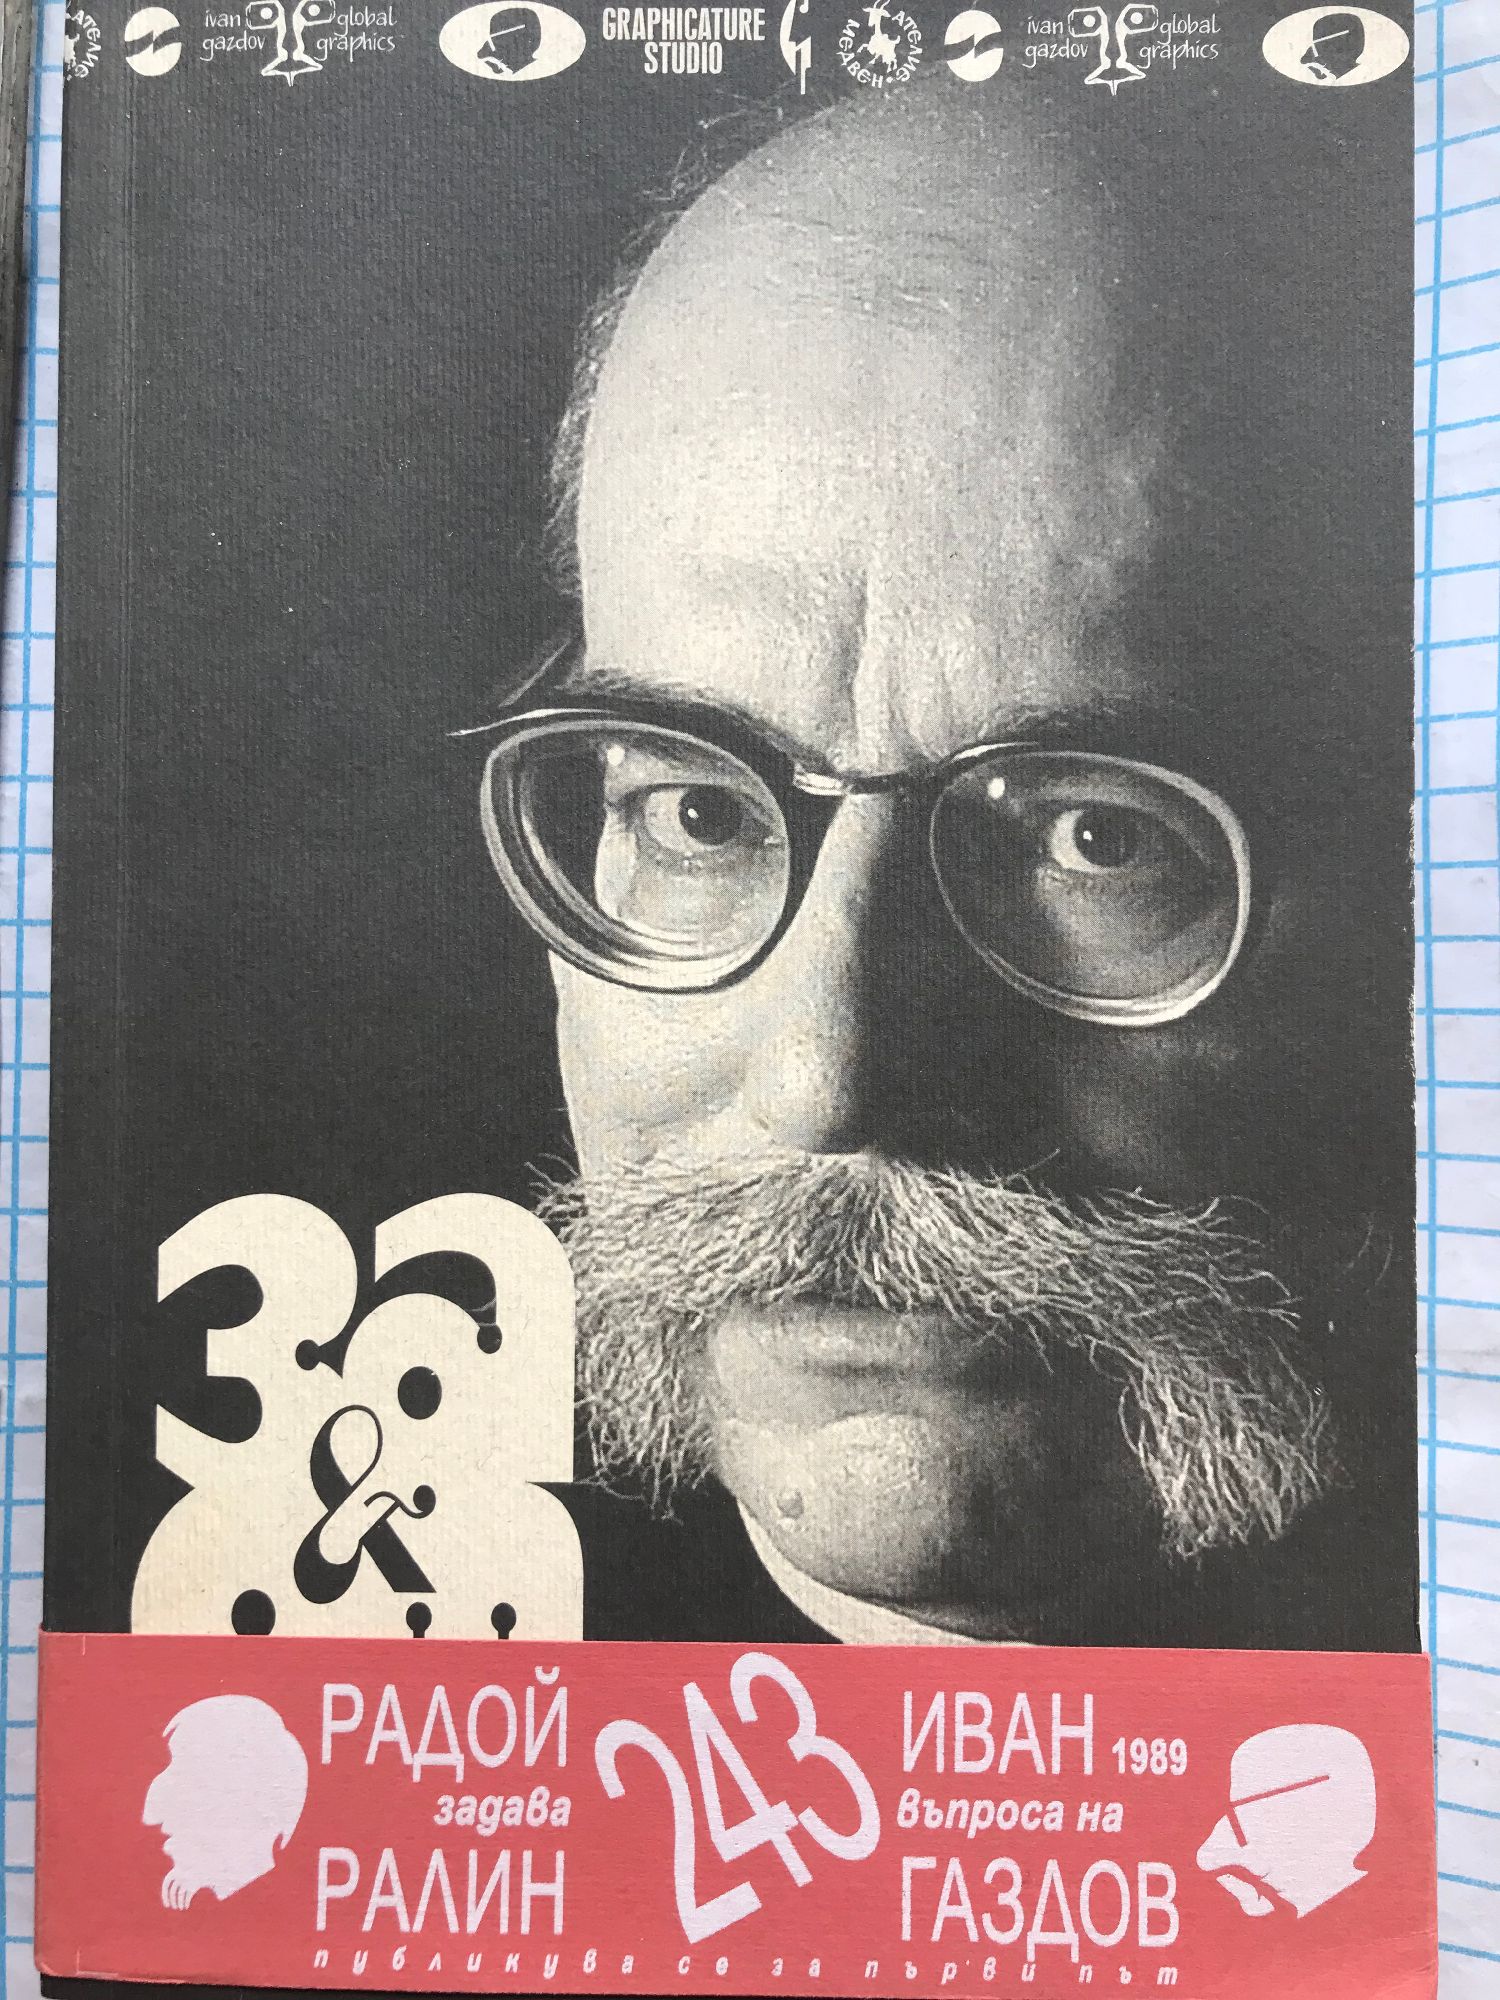 АТЕЛИЕ
ivan gazdov global graphics
GRAPHICATURE
STUDIO
АТЕЛИЕ МЕДВЕН
ivan gazdov global graphics
&
РАДОЙ
задава
РАЛИН
243
ИВАН 1989
въпроса на
ГАЗДОВ
публикува се за първи път